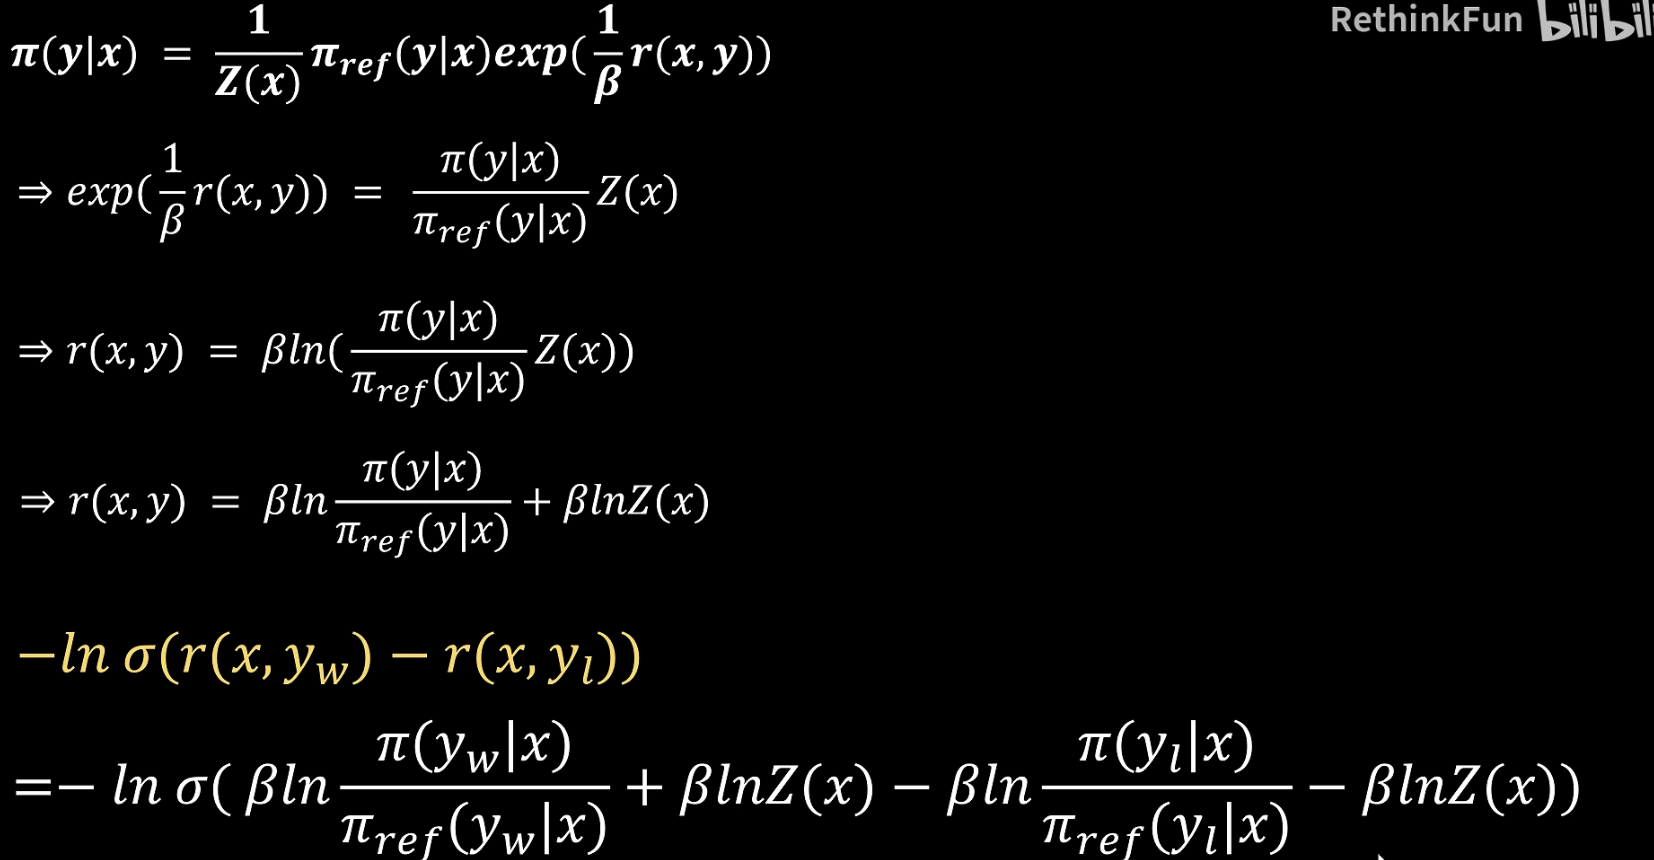 RethinkFun bilibili
π(y|x) = 1/Z(x) π_ref(y|x)exp(1/β r(x,y))
⇒ exp(1/β r(x,y)) = π(y|x)/π_ref(y|x) Z(x)
⇒ r(x,y) = βln(π(y|x)/π_ref(y|x) Z(x))
⇒ r(x,y) = βln π(y|x)/π_ref(y|x) + βlnZ(x)
−ln σ(r(x,y_w) − r(x,y_l))
=− ln σ( βln π(y_w|x)/π_ref(y_w|x) + βlnZ(x) − βln π(y_l|x)/π_ref(y_l|x) − βlnZ(x))